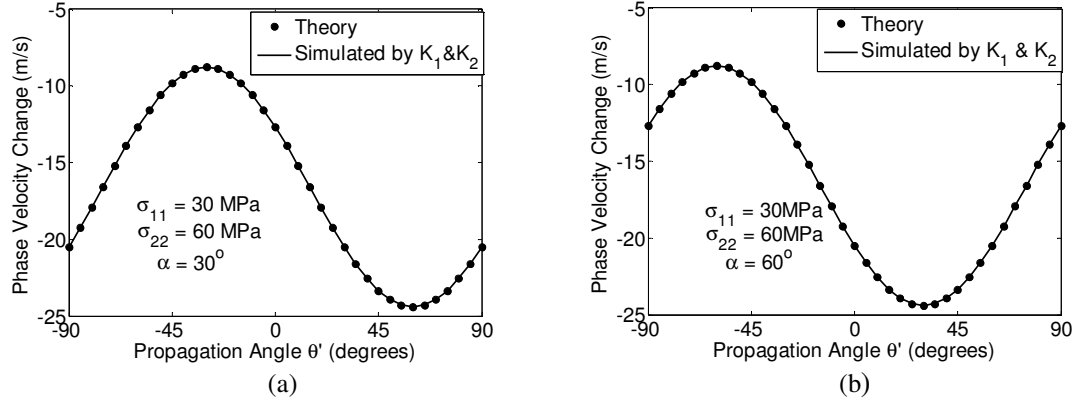 -5
-10
-15
-20
-25
-90
-45
0
45
90
Phase Velocity Change (m/s)
Propagation Angle θ' (degrees)
Theory
Simulated by K1&K2
σ11 = 30 MPa
σ22 = 60 MPa
α = 30o
(a)
-5
-10
-15
-20
-25
-90
-45
0
45
90
Phase Velocity Change (m/s)
Propagation Angle θ' (degrees)
Theory
Simulated by K1 & K2
σ11 = 30MPa
σ22 = 60MPa
α = 60o
(b)